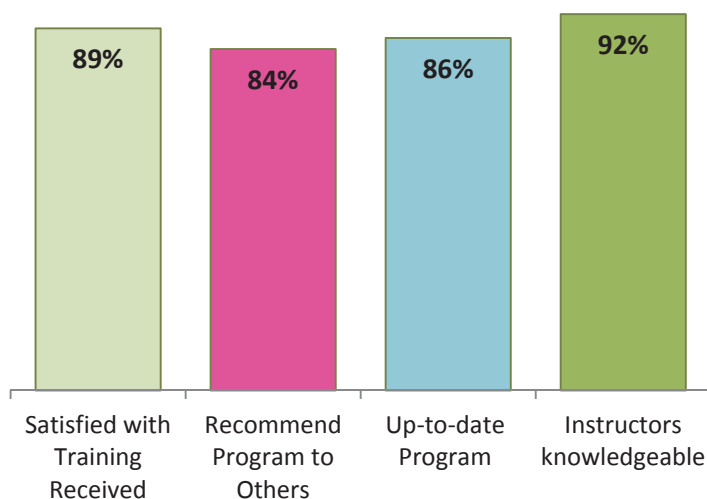 89%
84%
86%
92%
Satisfied with
Training
Received
Recommend
Program to
Others
Up-to-date
Program
Instructors
knowledgeable